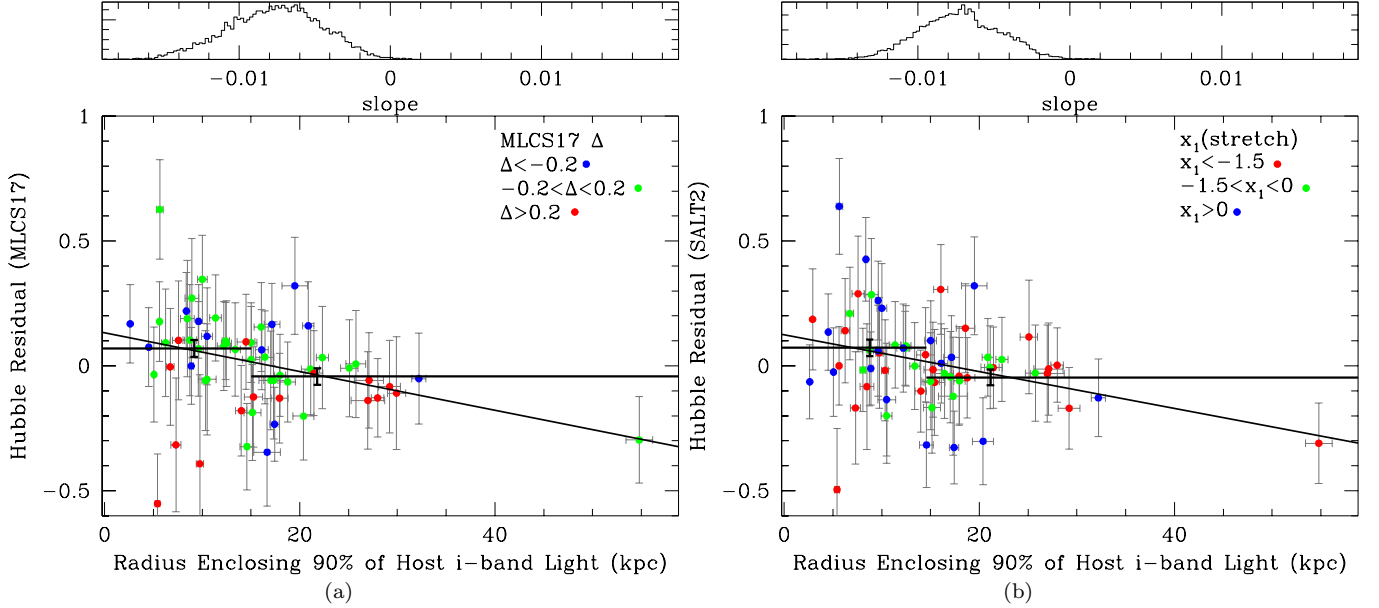 −0.01 0 0.01
slope
1
0.5
0
−0.5
Hubble Residual (MLCS17)
MLCS17 Δ
Δ<−0.2
−0.2<Δ<0.2
Δ>0.2
0 20 40
Radius Enclosing 90% of Host i−band Light (kpc)
(a)
−0.01 0 0.01
slope
1
0.5
0
−0.5
Hubble Residual (SALT2)
x₁(stretch)
x₁<−1.5
−1.5<x₁<0
x₁>0
0 20 40
Radius Enclosing 90% of Host i−band Light (kpc)
(b)